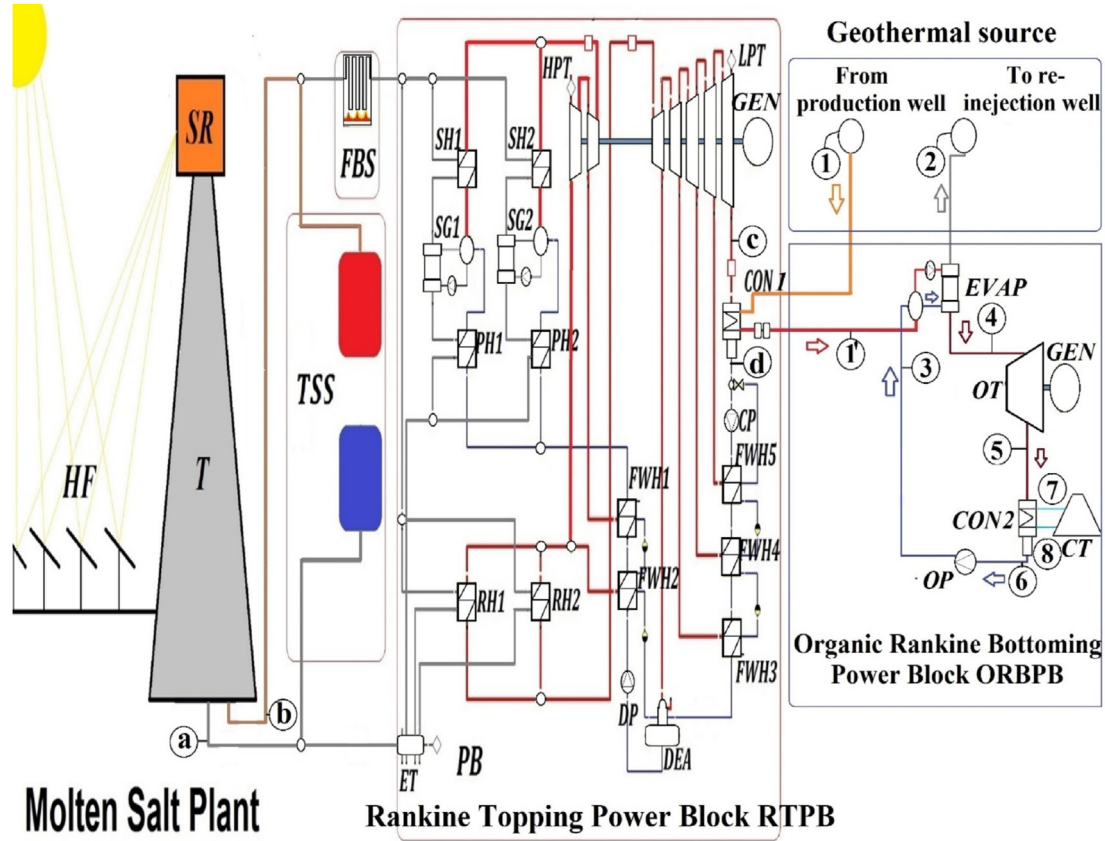 SR
FBS
TSS
HF
T
a
b
Molten Salt Plant
HPT
LPT
GEN
SH1
SH2
SG1
SG2
PH1
PH2
c
CON 1
d
CP
FWH5
FWH1
FWH4
FWH2
RH1
RH2
FWH3
DP
DEA
ET
PB
Rankine Topping Power Block RTPB
Geothermal source
From
production well
To re-
inejection well
1
2
EVAP
1'
3
4
GEN
OT
5
7
CON2
CT
8
OP
6
Organic Rankine Bottoming
Power Block ORBPB